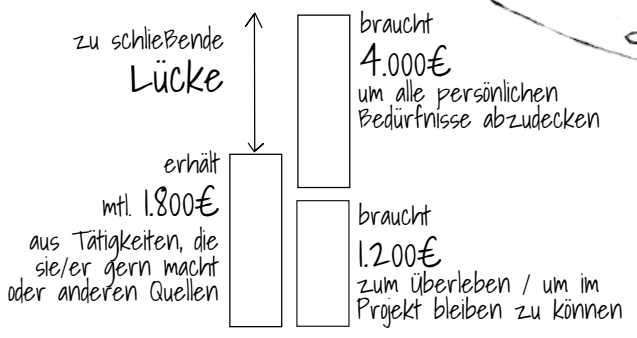 zu schließende
Lücke
erhält
mtl. 1.800€
aus Tätigkeiten, die
sie/er gern macht
oder anderen Quellen
braucht
4.000€
um alle persönlichen
Bedürfnisse abzudecken
braucht
1.200€
zum Überleben / um im
Projekt bleiben zu können